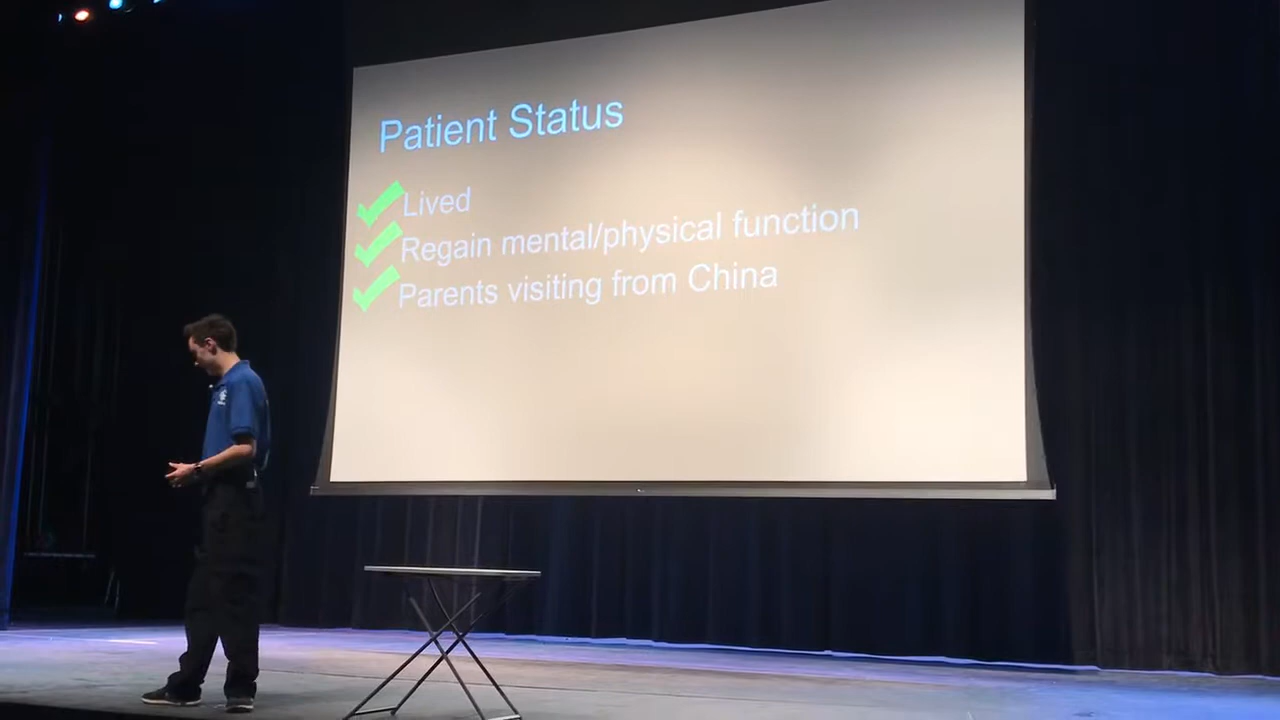 Patient Status
Lived
Regain mental/physical function
Parents visiting from China